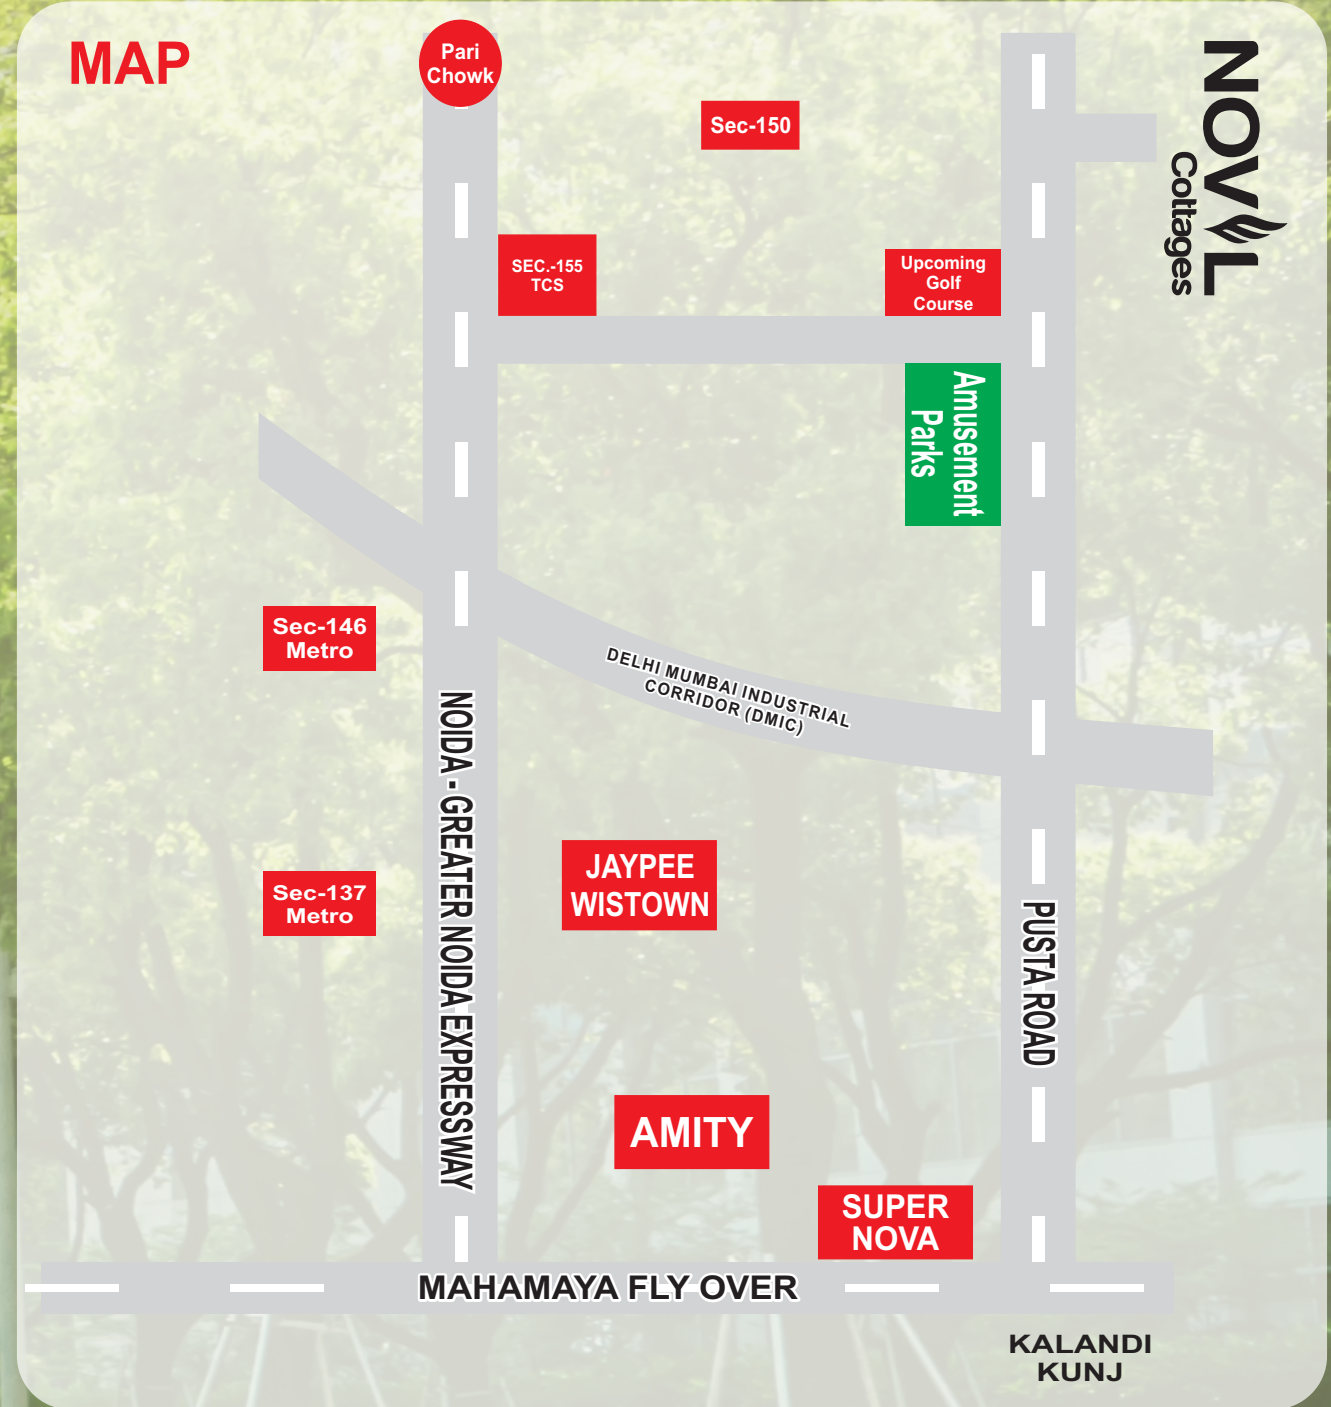 MAP
Pari
Chowk
Sec-150
NOVEL
Cottages
SEC.-155
TCS
Upcoming
Golf
Course
Amusement
Parks
Sec-146
Metro
DELHI MUMBAI INDUSTRIAL
CORRIDOR (DMIC)
NOIDA - GREATER NOIDA EXPRESSWAY
JAYPEE
WISTOWN
Sec-137
Metro
PUSTA ROAD
AMITY
SUPER
NOVA
MAHAMAYA FLY OVER
KALANDI
KUNJ